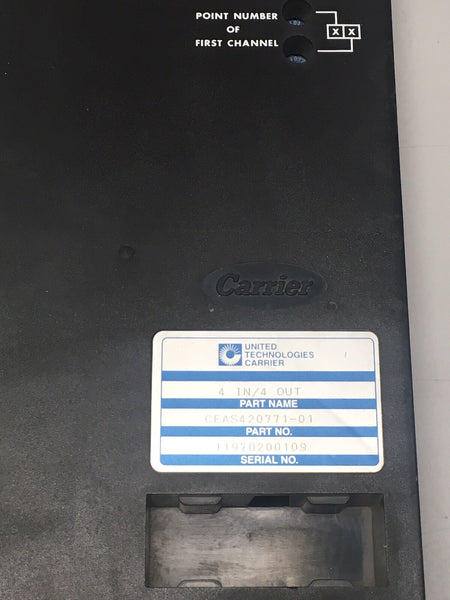 POINT NUMBER
OF
FIRST CHANNEL
X X
Carrier
UNITED
TECHNOLOGIES
CARRIER
4 IN/4 OUT
PART NAME
CEAS420771-01
PART NO.
11970200109
SERIAL NO.